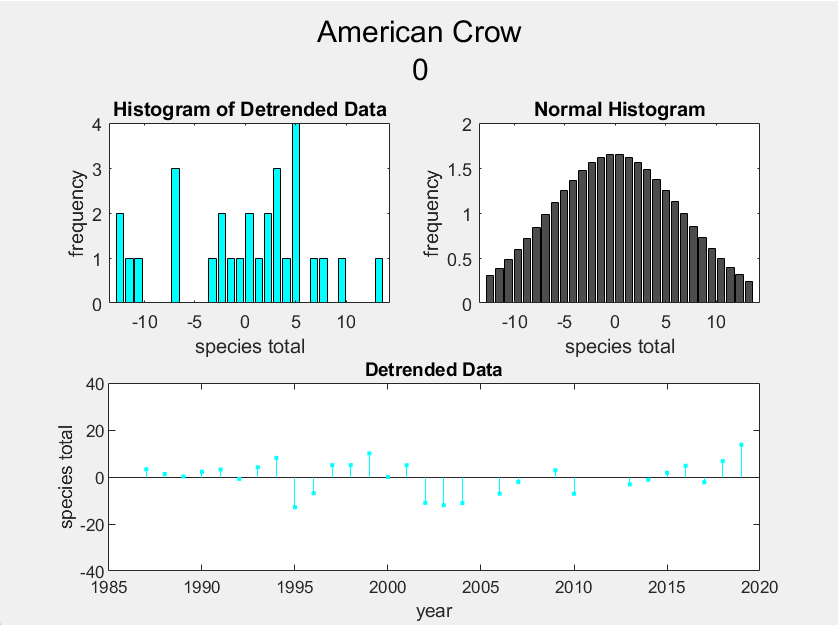 American Crow
0
Histogram of Detrended Data
4
3
2
1
0
frequency
-10 -5 0 5 10
species total
Normal Histogram
2
1.5
1
0.5
0
frequency
-10 -5 0 5 10
species total
Detrended Data
40
20
0
-20
-40
species total
1985 1990 1995 2000 2005 2010 2015 2020
year